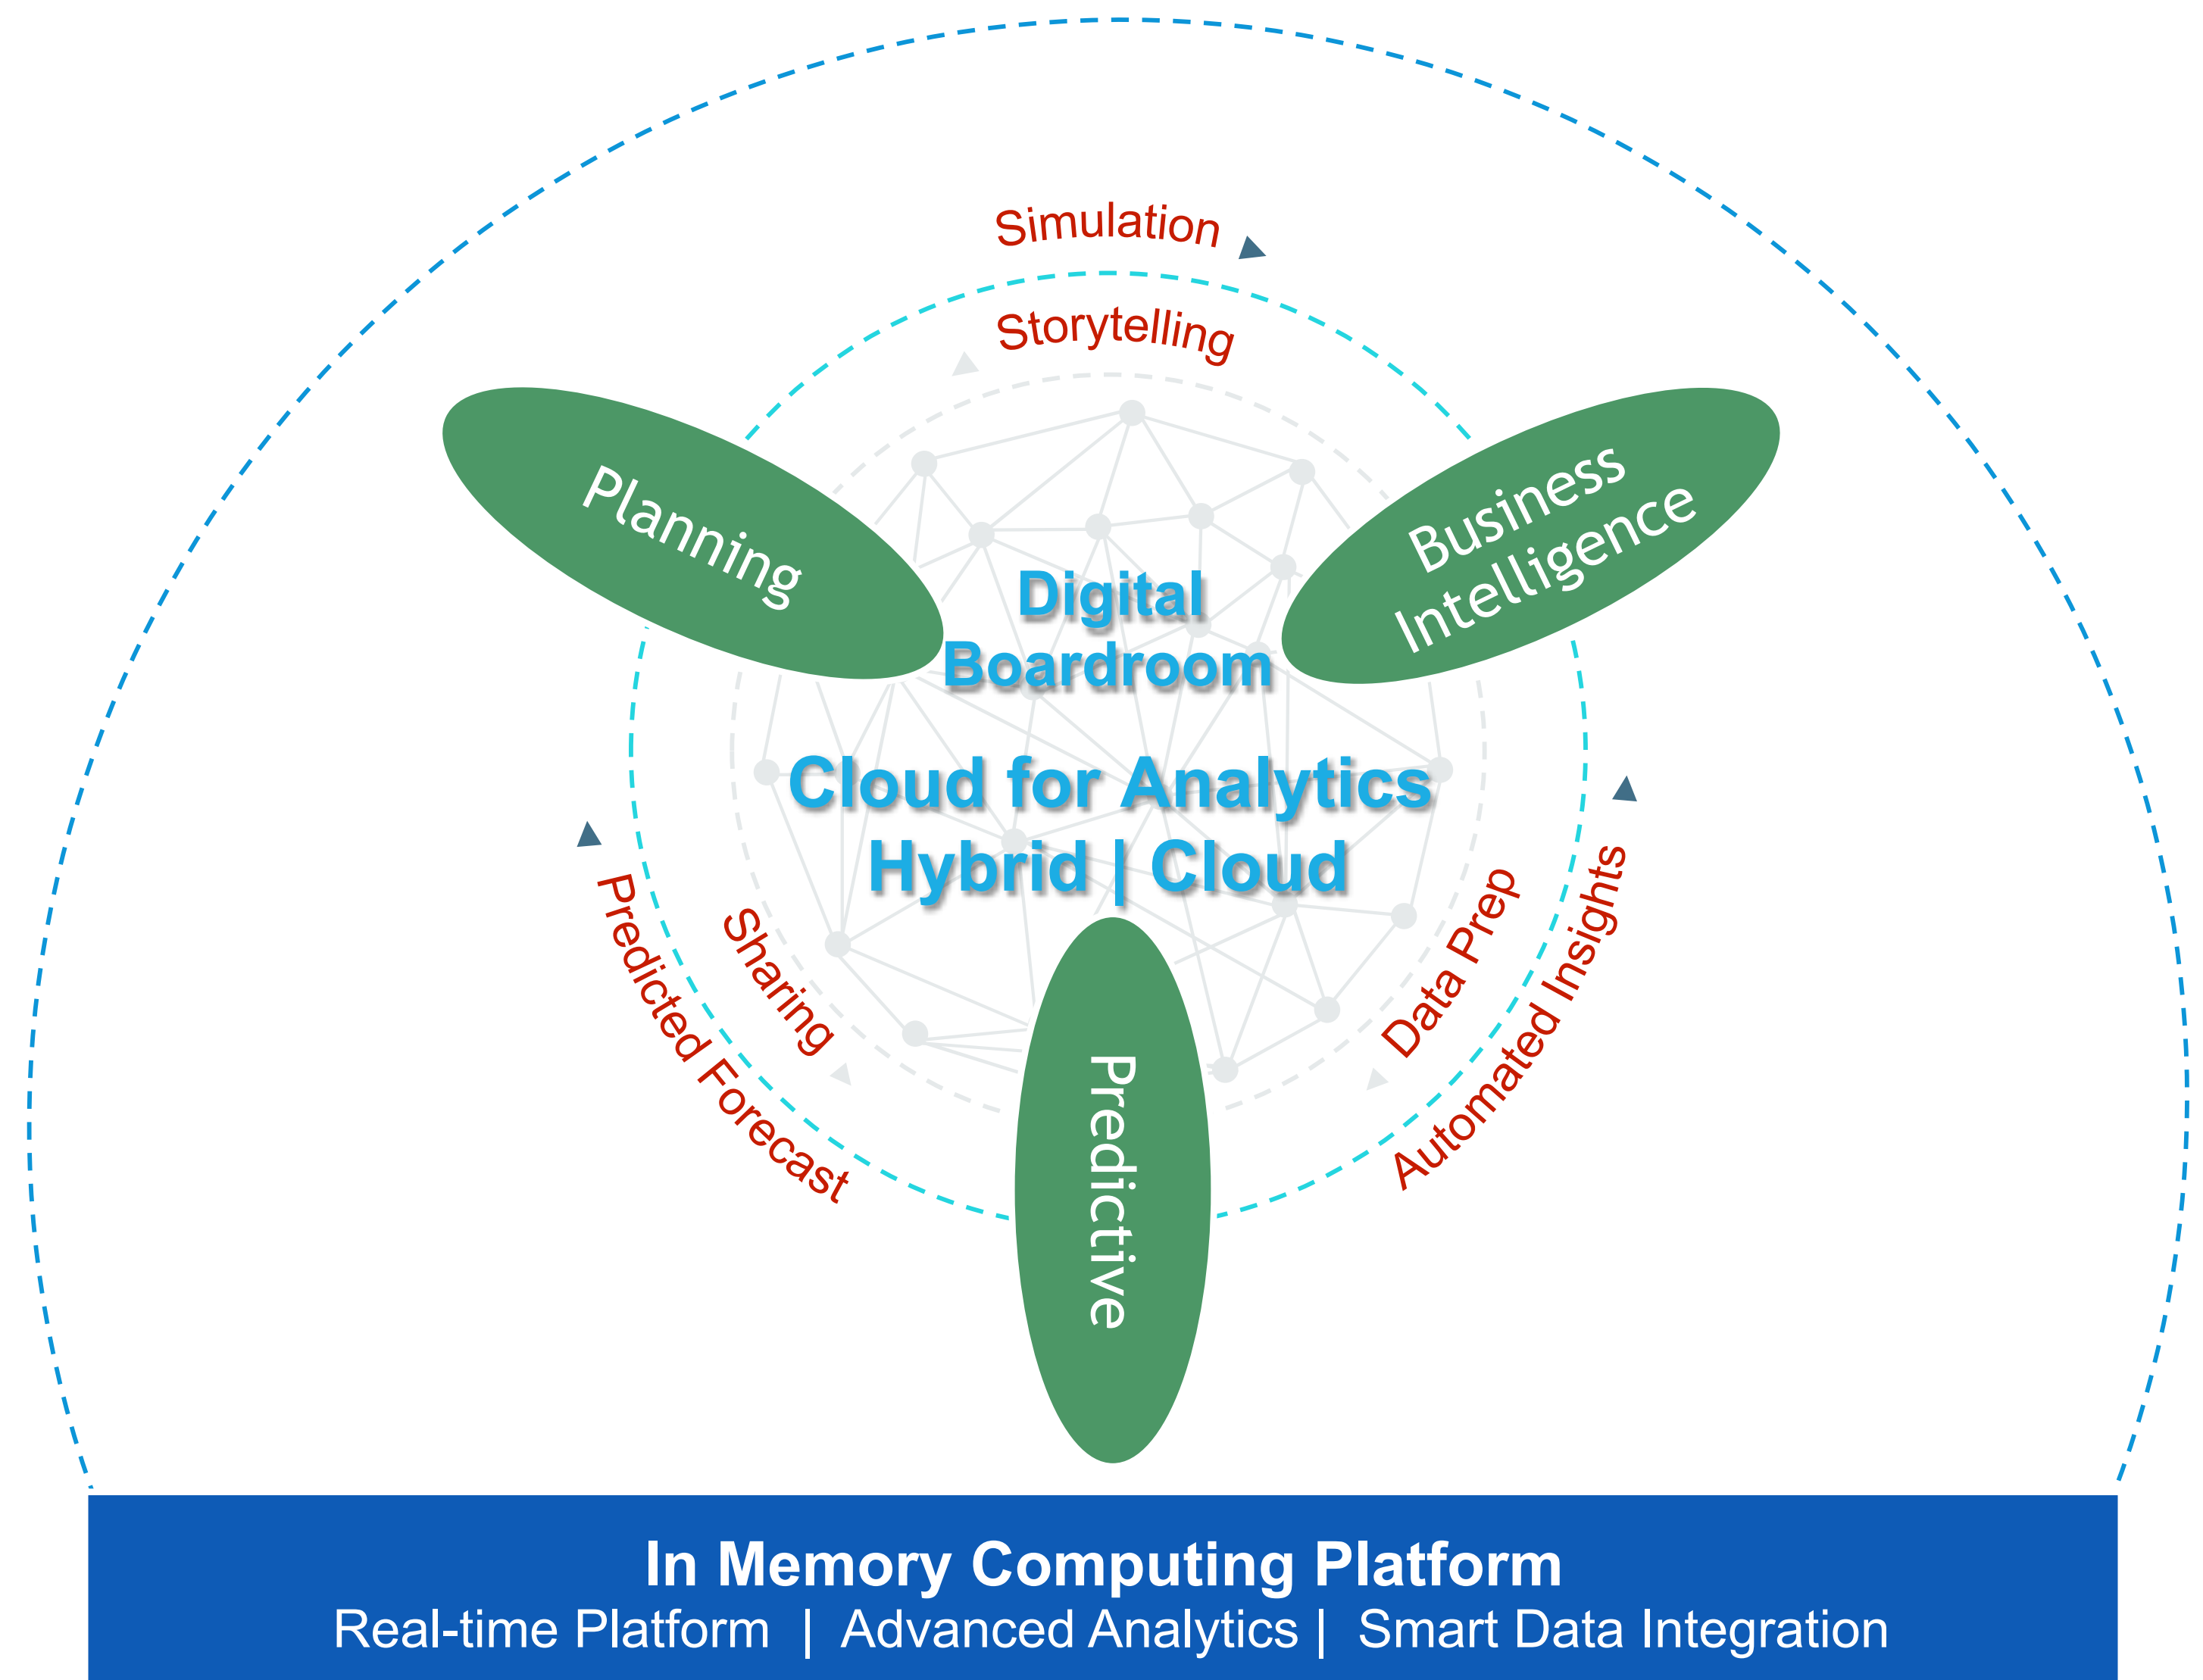 Simulation
Storytelling
Planning
Business
Intelligence
Digital
Boardroom
Cloud for Analytics
Hybrid | Cloud
Predicted Forecast
Sharing
Data Prep
Automated Insights
Predictive
In Memory Computing Platform
Real-time Platform | Advanced Analytics | Smart Data Integration